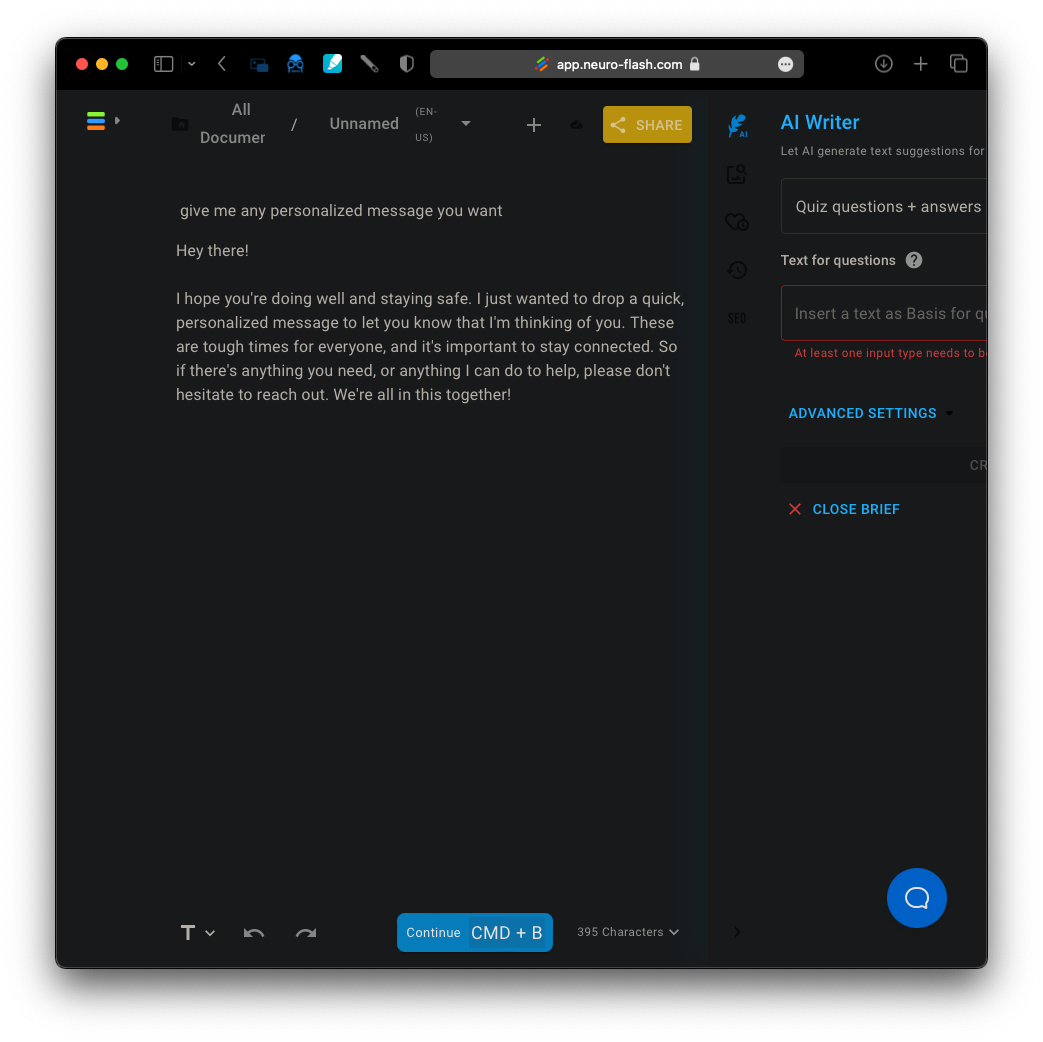 app.neuro-flash.com
All
Documer
/
Unnamed
(EN-
US)
SHARE
give me any personalized message you want
Hey there!
I hope you're doing well and staying safe. I just wanted to drop a quick,
personalized message to let you know that I'm thinking of you. These
are tough times for everyone, and it's important to stay connected. So
if there's anything you need, or anything I can do to help, please don't
hesitate to reach out. We're all in this together!
T
Continue CMD + B
395 Characters
AI
SEO
AI Writer
Let AI generate text suggestions for
Quiz questions + answers
Text for questions ?
Insert a text as Basis for qu
At least one input type needs to be
ADVANCED SETTINGS
CR
CLOSE BRIEF